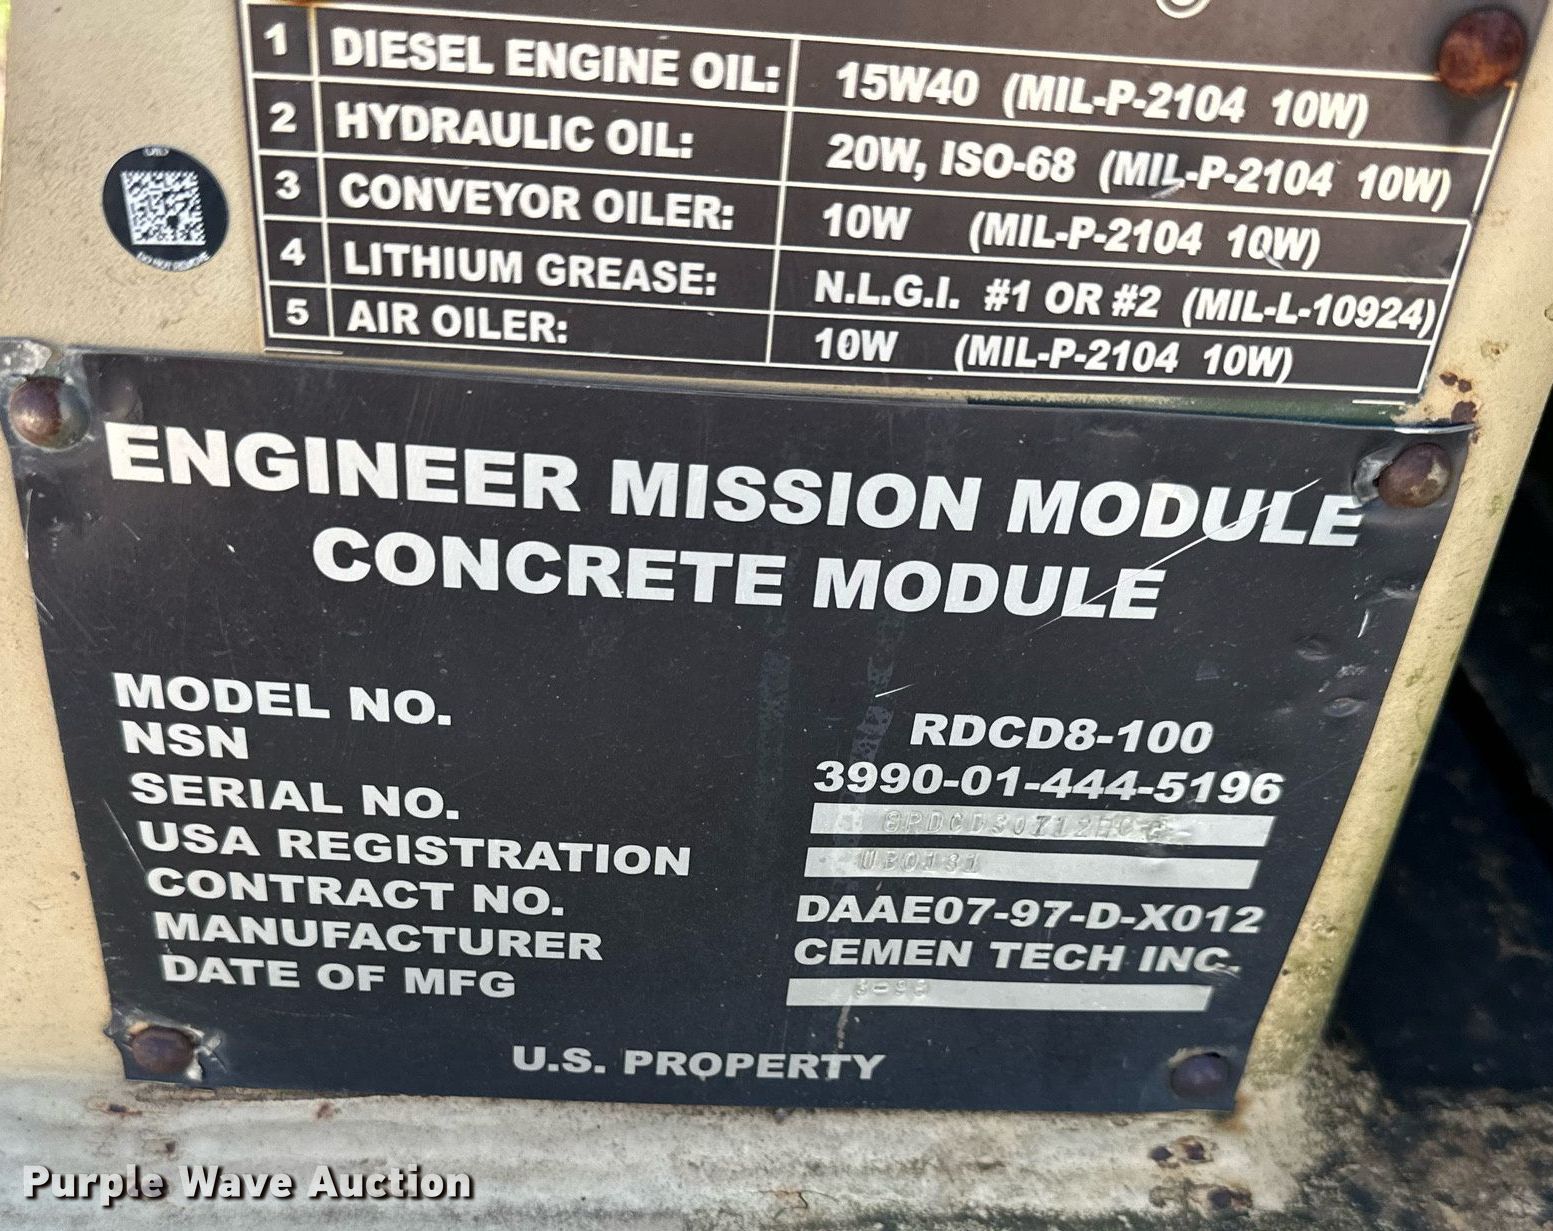 1 DIESEL ENGINE OIL: 15W40 (MIL-P-2104 10W)
2 HYDRAULIC OIL: 20W, ISO-68 (MIL-P-2104 10W)
3 CONVEYOR OILER: 10W (MIL-P-2104 10W)
4 LITHIUM GREASE: N.L.G.I. #1 OR #2 (MIL-L-10924)
5 AIR OILER: 10W (MIL-P-2104 10W)
ENGINEER MISSION MODULE
CONCRETE MODULE
MODEL NO. RDCD8-100
NSN 3990-01-444-5196
SERIAL NO.
USA REGISTRATION
CONTRACT NO. DAAE07-97-D-X012
MANUFACTURER CEMEN TECH INC.
DATE OF MFG
U.S. PROPERTY
Purple Wave Auction